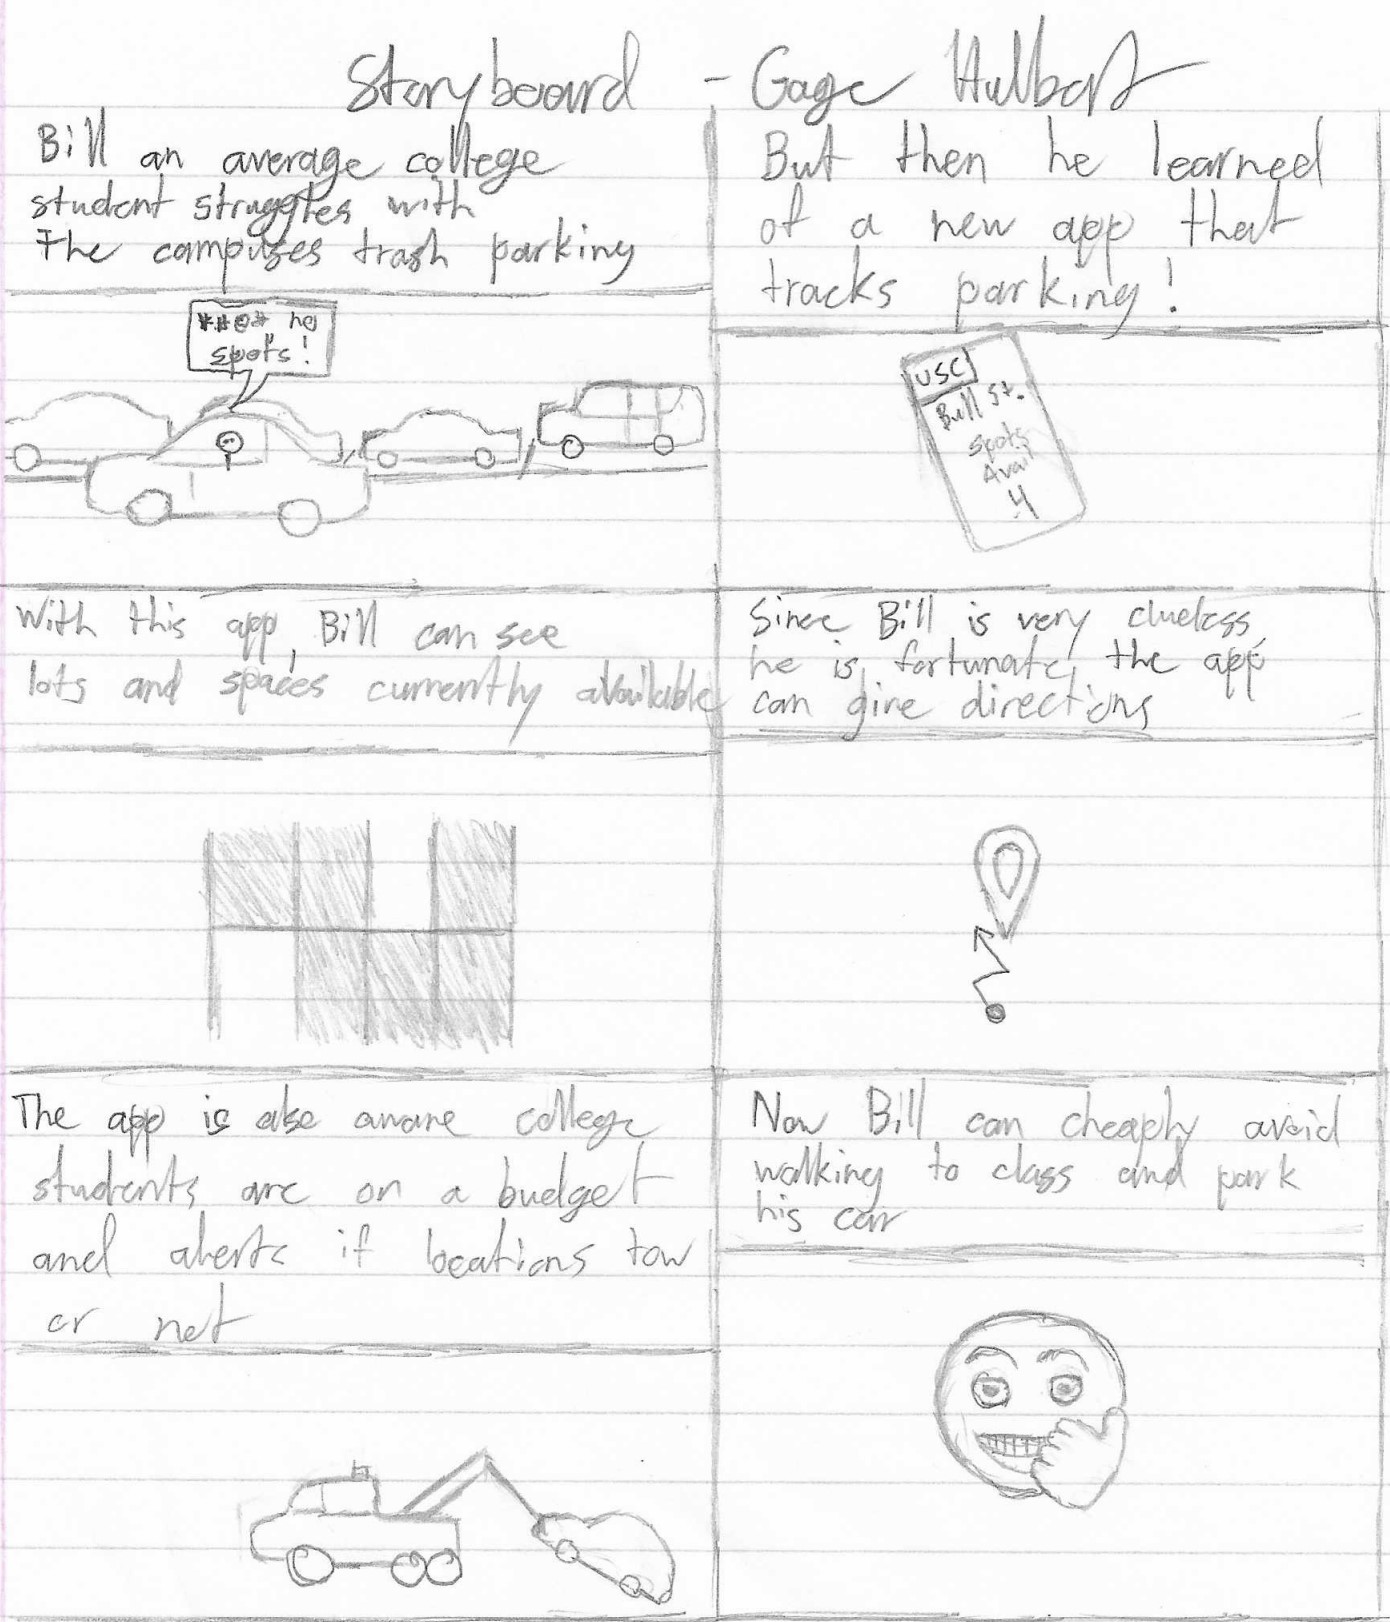 Storyboard - Gage Hulbert
Bill an average college
student struggles with
The campuses trash parking
*#@* no
spots!
But then he learned
of a new app that
tracks parking!
USC
Bull St.
Spots
Avail
4
With this app, Bill can see
lots and spaces currently available
Since Bill is very clueless,
he is fortunate, the app
can give directions
The app is also aware college
students are on a budget
and alerts if locations tow
or not
Now Bill can cheaply avoid
walking to class and park
his car